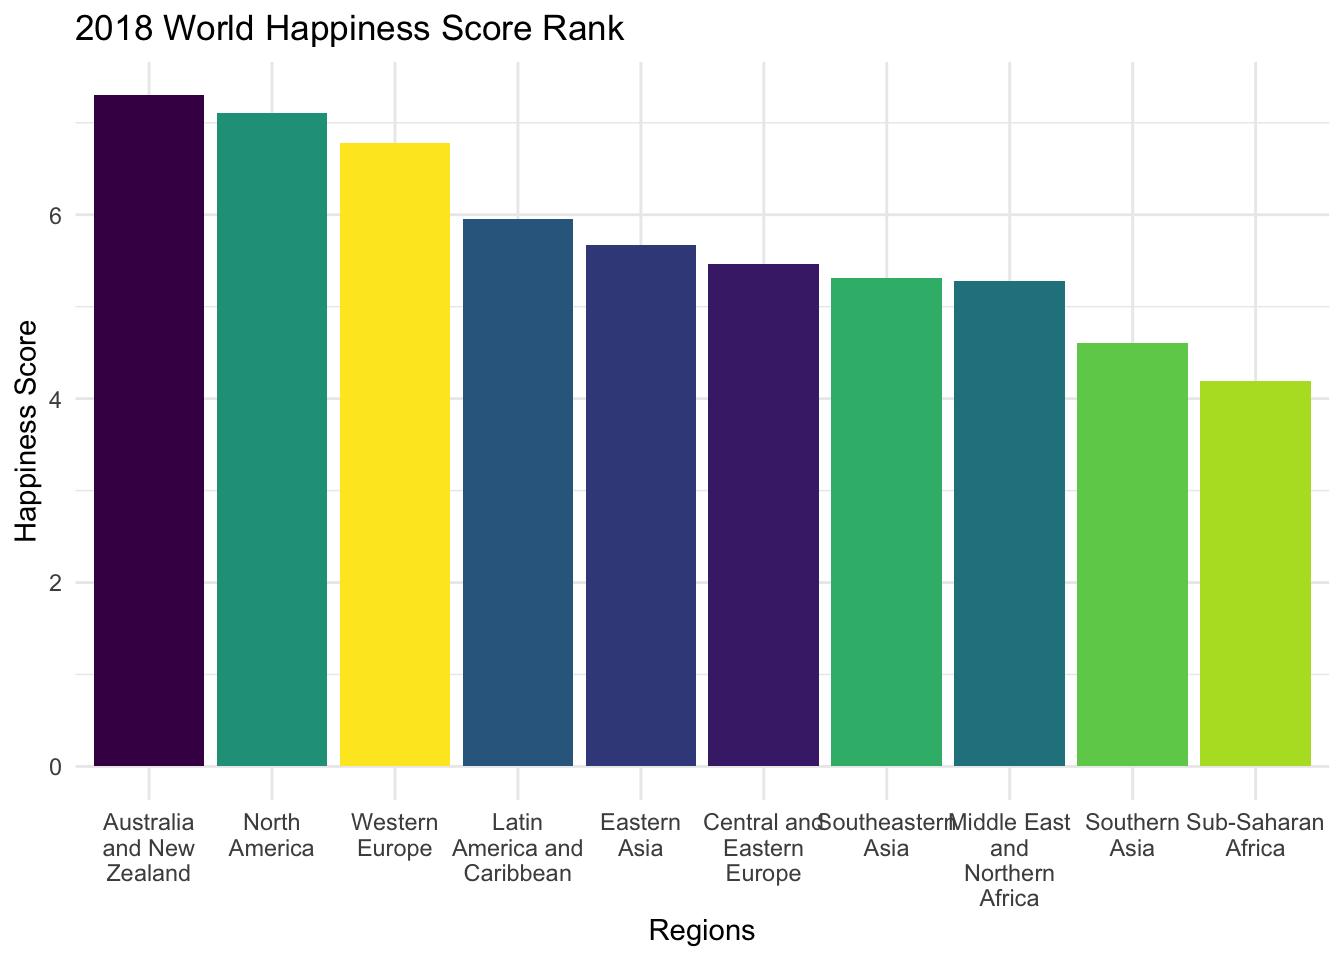 2018 World Happiness Score Rank
Happiness Score
6
4
2
0
Australia
and New
Zealand
North
America
Western
Europe
Latin
America and
Caribbean
Eastern
Asia
Central and
Eastern
Europe
Southeastern
Asia
Middle East
and
Northern
Africa
Southern
Asia
Sub-Saharan
Africa
Regions